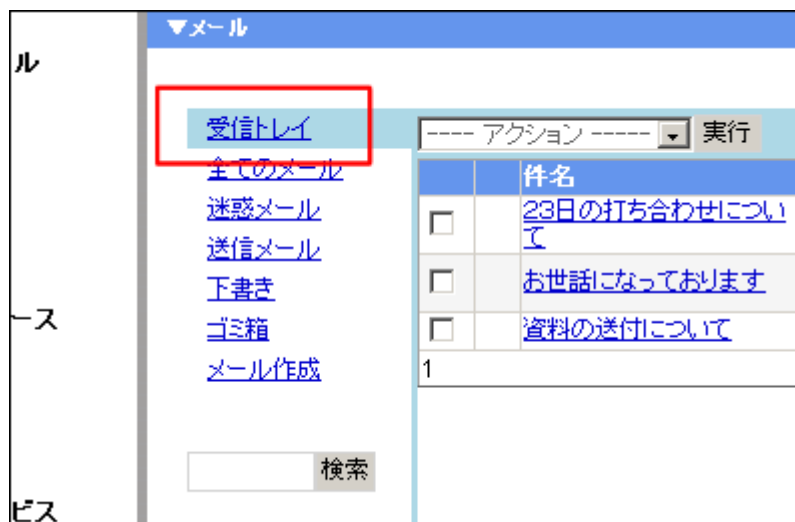 ▼メール
ル
受信トレイ
---- アクション -----
実行
全てのメール
迷惑メール
送信メール
下書き
ゴミ箱
メール作成
件名
23日の打ち合わせについ
て
お世話になっております
資料の送付について
1
検索
ース
ビス